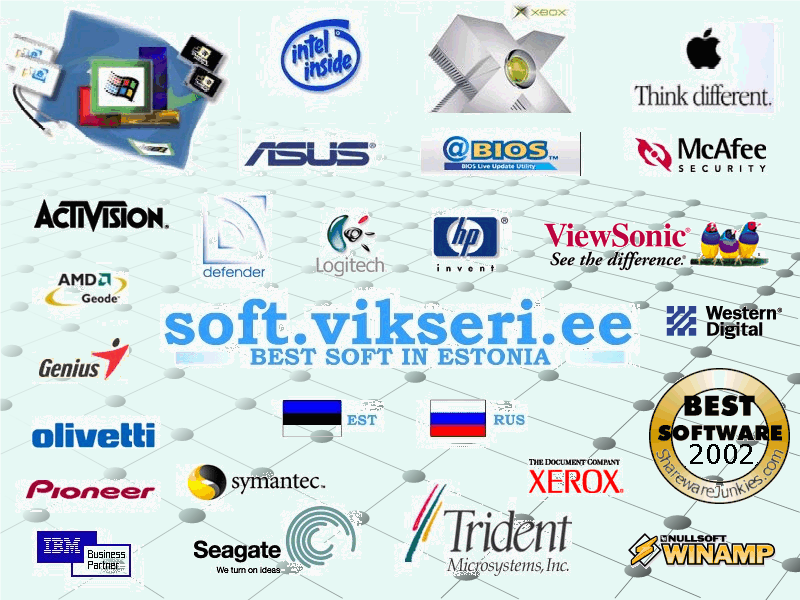 intel
inside
XBOX
Think different.
ASUS®
@BIOS™
BIOS Live Update Utility
McAfee
SECURITY
ACTIVISION.
defender
Logitech
hp®
invent
ViewSonic®
See the difference.®
AMD
Geode™
soft.vikseri.ee
BEST SOFT IN ESTONIA
Western
Digital®
Genius
EST
RUS
BEST
SOFTWARE
2002
SharewareJunkies.com
olivetti
Pioneer
symantec™
THE DOCUMENT COMPANY
XEROX®
IBM
Business
Partner
Seagate
We turn on ideas
Trident
Microsystems, Inc.
NULLSOFT
WINAMP